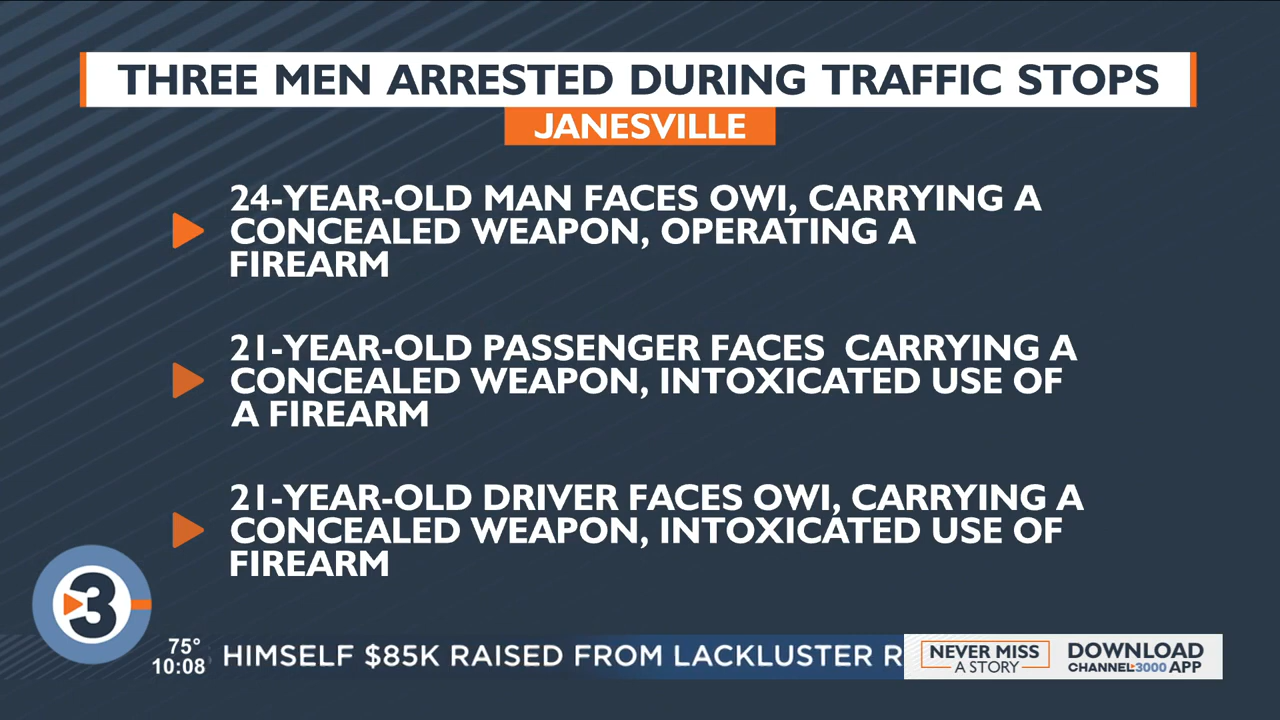 THREE MEN ARRESTED DURING TRAFFIC STOPS
JANESVILLE
24-YEAR-OLD MAN FACES OWI, CARRYING A
CONCEALED WEAPON, OPERATING A
FIREARM
21-YEAR-OLD PASSENGER FACES CARRYING A
CONCEALED WEAPON, INTOXICATED USE OF
A FIREARM
21-YEAR-OLD DRIVER FACES OWI, CARRYING A
CONCEALED WEAPON, INTOXICATED USE OF
FIREARM
3
75°
10:08
HIMSELF $85K RAISED FROM LACKLUSTER R
NEVER MISS
A STORY
DOWNLOAD
CHANNEL3000 APP